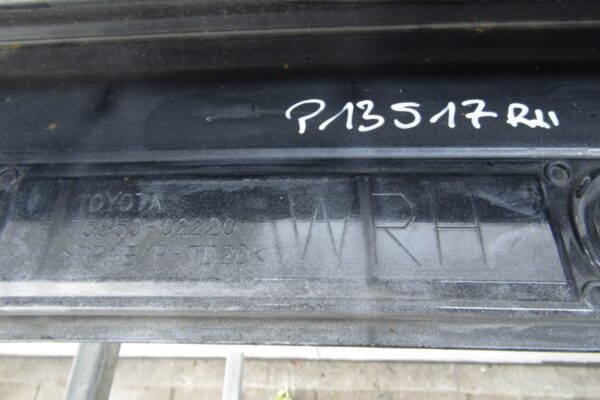 P13517 RH
TOYOTA
75850-02220
>PP-E/P-TD20<
WRH